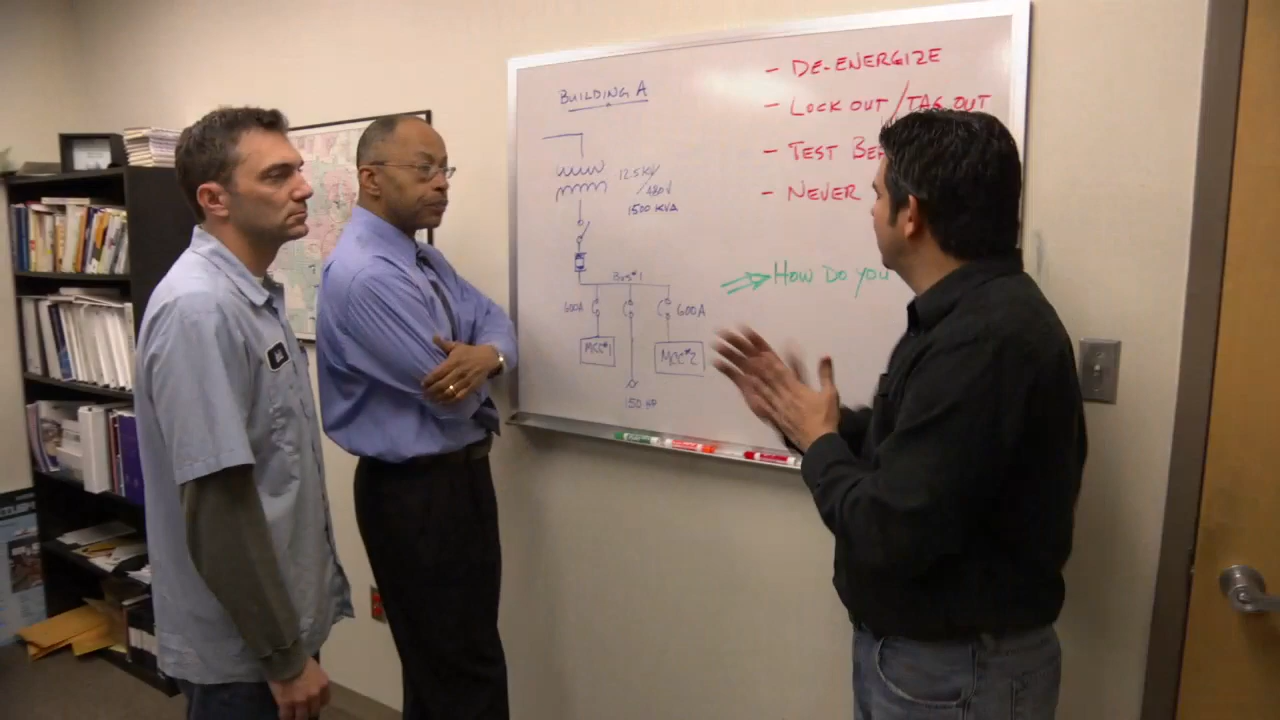 BUILDING A
12.5KV
/480V
1500 KVA
BUS#1
600A
600A
MCC#1
MCC#2
150 HP
- DE-ENERGIZE
- LOCK OUT/TAG OUT
- TEST
- NEVER
HOW DO YOU